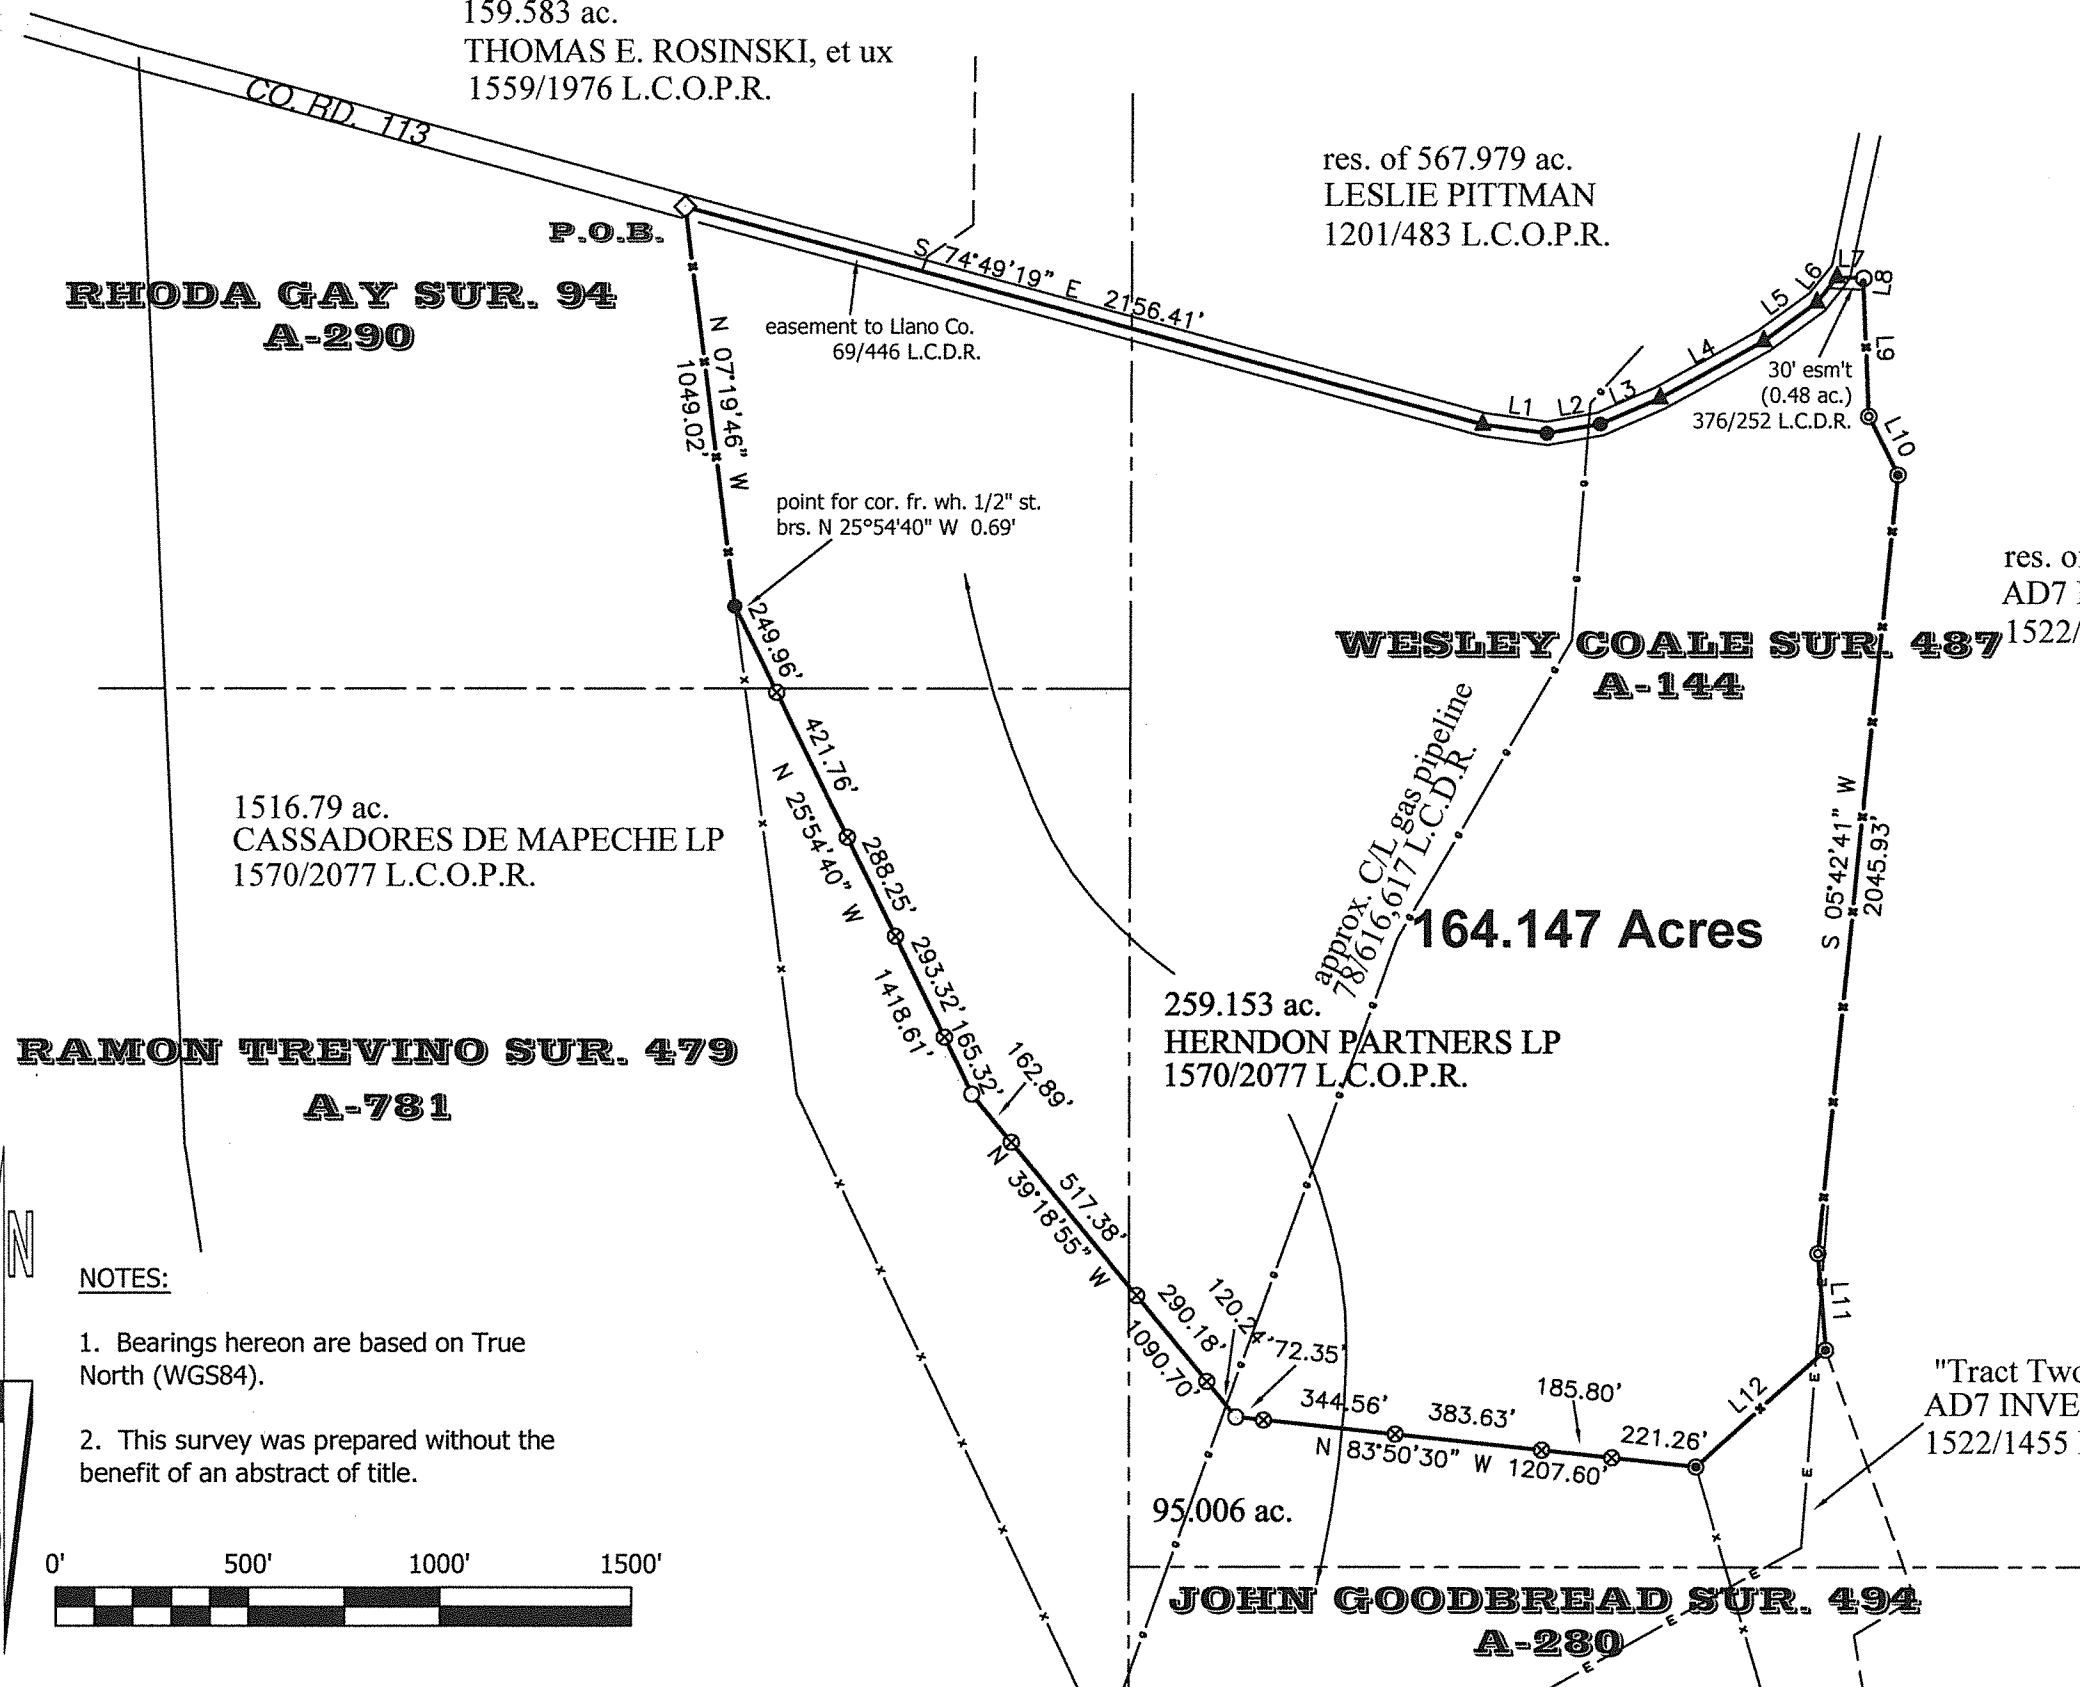 159.583 ac.
THOMAS E. ROSINSKI, et ux
1559/1976 L.C.O.P.R.
CO. RD. 113
res. of 567.979 ac.
LESLIE PITTMAN
1201/483 L.C.O.P.R.
P.O.B.
S 74°49'19" E 2156.41'
RHODA GAY SUR. 94
A-290
easement to Llano Co.
69/446 L.C.D.R.
N 07°19'46" W
1049.02'
L1
L2
L3
L4
L5
L6
L7
L8
L9
L10
30' esm't
(0.48 ac.)
376/252 L.C.D.R.
point for cor. fr. wh. 1/2" st.
brs. N 25°54'40" W 0.69'
249.96'
res. of
AD7
1522/
WESLEY COALE SUR. 487
A-144
421.76'
N 25°54'40" W
288.25'
293.32'
1418.61'
165.32'
1516.79 ac.
CASSADORES DE MAPECHE LP
1570/2077 L.C.O.P.R.
approx. C/L gas pipeline
78/616,617 L.C.D.R.
164.147 Acres
S 05°42'41" W
2045.93'
259.153 ac.
HERNDON PARTNERS LP
1570/2077 L.C.O.P.R.
RAMON TREVINO SUR. 479
A-781
162.89'
N 39°18'55" W
517.38'
290.18'
1090.70'
120.24'
72.35'
344.56'
383.63'
185.80'
221.26'
N 83°50'30" W 1207.60'
L11
L12
N
NOTES:
1. Bearings hereon are based on True
North (WGS84).
2. This survey was prepared without the
benefit of an abstract of title.
"Tract Two
AD7 INVE
1522/1455
95.006 ac.
0' 500' 1000' 1500'
JOHN GOODBREAD SUR. 494
A-280